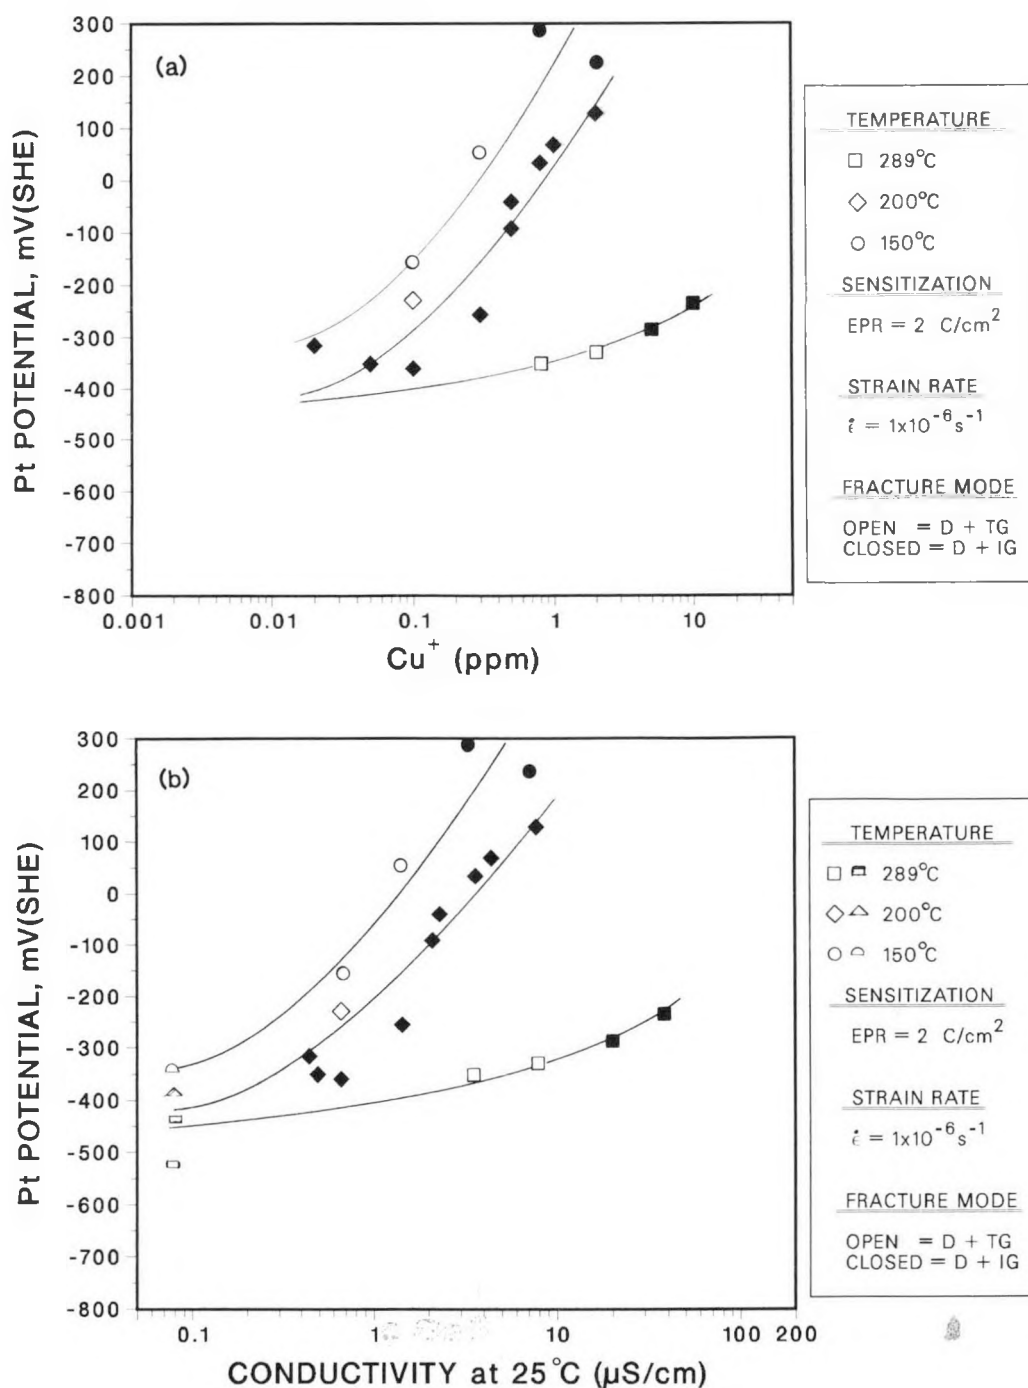 300
200
100
0
-100
-200
-300
-400
-500
-600
-700
-800
Pt POTENTIAL, mV(SHE)
(a)
0.001
0.01
0.1
1
10
Cu+ (ppm)
TEMPERATURE
289°C
200°C
150°C
SENSITIZATION
EPR = 2 C/cm²
STRAIN RATE
ε̇ = 1x10⁻⁶s⁻¹
FRACTURE MODE
OPEN = D + TG
CLOSED = D + IG
300
200
100
0
-100
-200
-300
-400
-500
-600
-700
-800
Pt POTENTIAL, mV(SHE)
(b)
0.1
1
10
100
200
CONDUCTIVITY at 25°C (µS/cm)
TEMPERATURE
289°C
200°C
150°C
SENSITIZATION
EPR = 2 C/cm²
STRAIN RATE
ε̇ = 1x10⁻⁶s⁻¹
FRACTURE MODE
OPEN = D + TG
CLOSED = D + IG